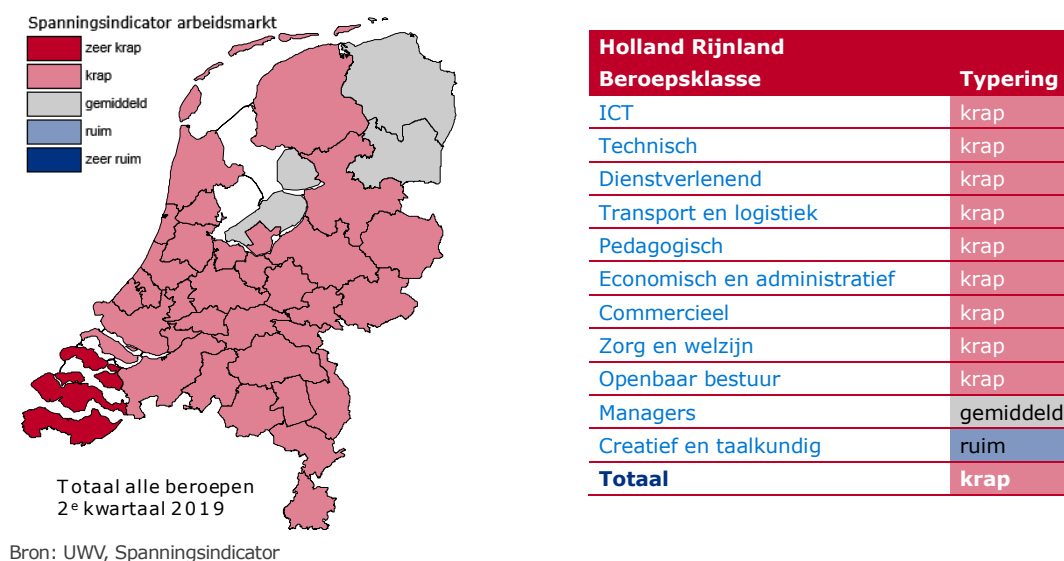 Spanningsindicator arbeidsmarkt
zeer krap
krap
gemiddeld
ruim
zeer ruim
Totaal alle beroepen
2e kwartaal 2019
Bron: UWV, Spanningsindicator
Holland Rijnland
Beroepsklasse Typering
ICT krap
Technisch krap
Dienstverlenend krap
Transport en logistiek krap
Pedagogisch krap
Economisch en administratief krap
Commercieel krap
Zorg en welzijn krap
Openbaar bestuur krap
Managers gemiddeld
Creatief en taalkundig ruim
Totaal krap